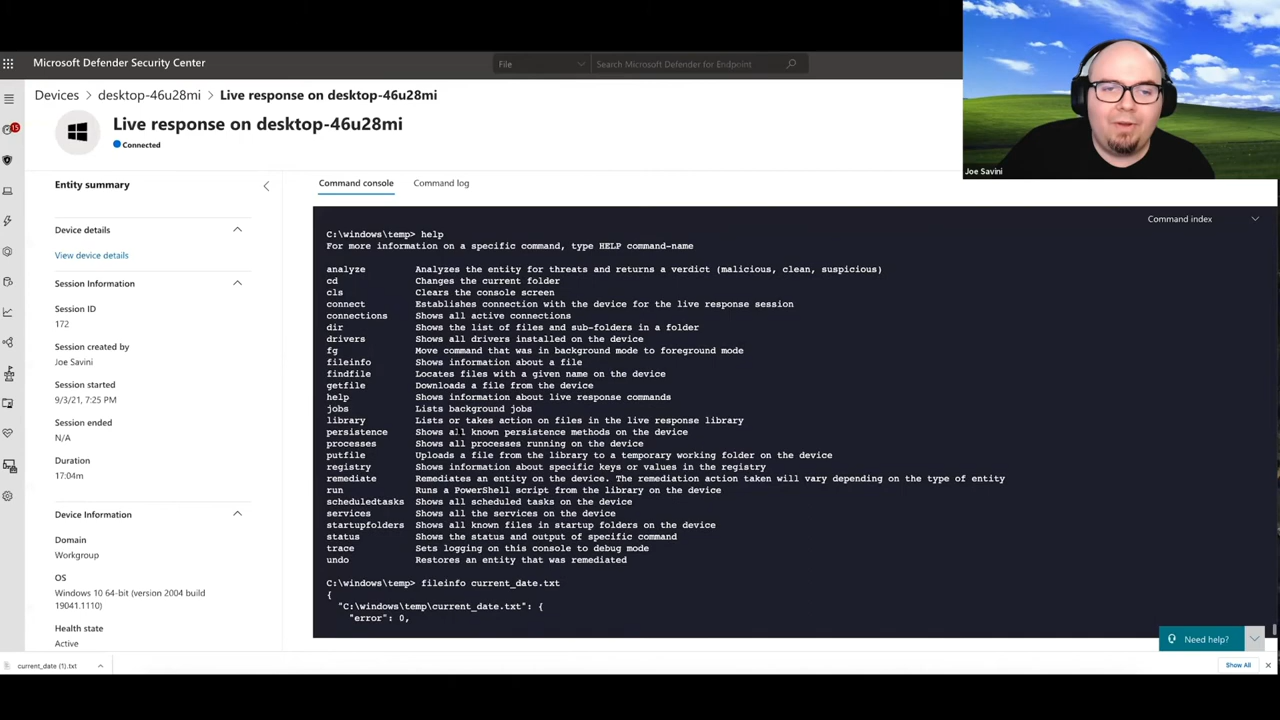 Microsoft Defender Security Center
File
Search Microsoft Defender for Endpoint
Devices > desktop-46u28mi > Live response on desktop-46u28mi
Live response on desktop-46u28mi
Connected
Joe Savini
15
Entity summary
Device details
View device details
Session Information
Session ID
172
Session created by
Joe Savini
Session started
9/3/21, 7:25 PM
Session ended
N/A
Duration
17:04m
Device Information
Domain
Workgroup
OS
Windows 10 64-bit (version 2004 build
19041.1110)
Health state
Active
Command console
Command log
Command index
C:\windows\temp> help
For more information on a specific command, type HELP command-name
analyze Analyzes the entity for threats and returns a verdict (malicious, clean, suspicious)
cd Changes the current folder
cls Clears the console screen
connect Establishes connection with the device for the live response session
connections Shows all active connections
dir Shows the list of files and sub-folders in a folder
drivers Shows all drivers installed on the device
fg Move command that was in background mode to foreground mode
fileinfo Shows information about a file
findfile Locates files with a given name on the device
getfile Downloads a file from the device
help Shows information about live response commands
jobs Lists background jobs
library Lists or takes action on files in the live response library
persistence Shows all known persistence methods on the device
processes Shows all processes running on the device
putfile Uploads a file from the library to a temporary working folder on the device
registry Shows information about specific keys or values in the registry
remediate Remediates an entity on the device. The remediation action taken will vary depending on the type of entity
run Runs a PowerShell script from the library on the device
scheduledtasks Shows all scheduled tasks on the device
services Shows all the services on the device
startupfolders Shows all known files in startup folders on the device
status Shows the status and output of specific command
trace Sets logging on this console to debug mode
undo Restores an entity that was remediated
C:\windows\temp> fileinfo current_date.txt
{
"C:\windows\temp\current_date.txt": {
"error": 0,
Need help?
current_date (1).txt
Show All